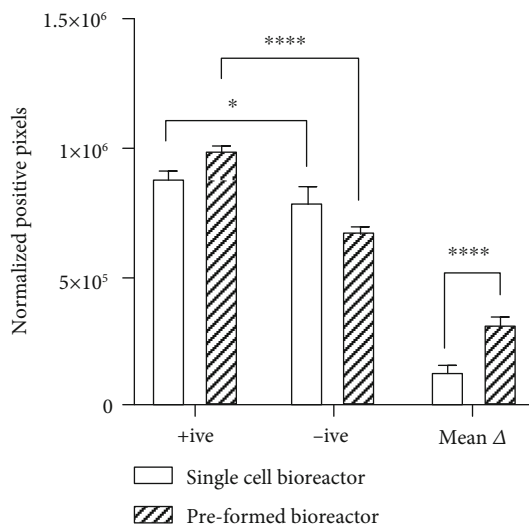 Normalized positive pixels
1.5×10⁶
1×10⁶
5×10⁵
0
****
*
****
+ive
–ive
Mean Δ
Single cell bioreactor
Pre-formed bioreactor